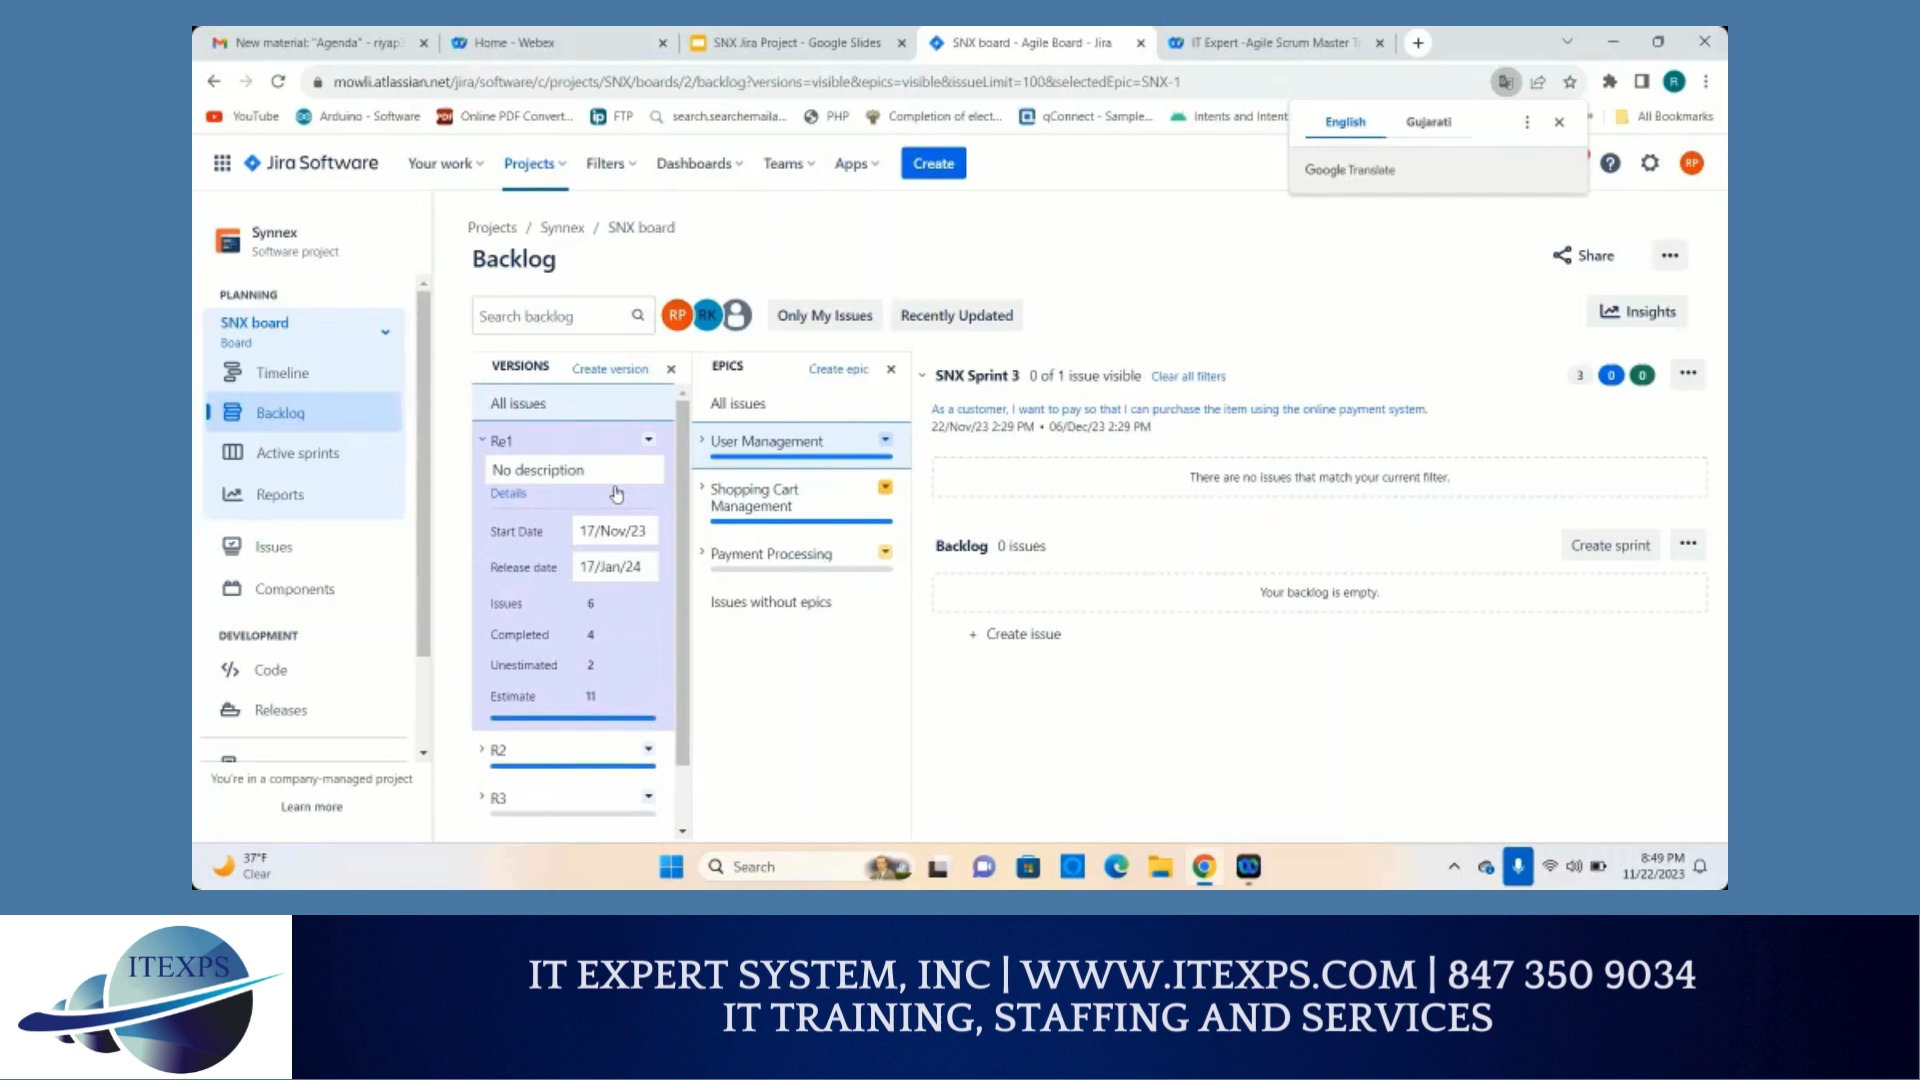 New material: "Agenda" - riyap
Home - Webex
SNX Jira Project - Google Slides
SNX board - Agile Board - Jira
IT Expert -Agile Scrum Master Tr
mowli.atlassian.net/jira/software/c/projects/SNX/boards/2/backlog?versions=visible&epics=visible&issueLimit=100&selectedEpic=SNX-1
YouTube
Arduino - Software
Online PDF Convert...
FTP
search.searchemaila...
PHP
Completion of elect...
qConnect - Sample...
Intents and Intent
All Bookmarks
English
Gujarati
Google Translate
Jira Software
Your work
Projects
Filters
Dashboards
Teams
Apps
Create
RP
Synnex
Software project
PLANNING
SNX board
Board
Timeline
Backlog
Active sprints
Reports
Issues
Components
DEVELOPMENT
Code
Releases
You're in a company-managed project
Learn more
Projects / Synnex / SNX board
Backlog
Share
Search backlog
RP
RK
Only My Issues
Recently Updated
Insights
VERSIONS
Create version
All issues
Re1
No description
Details
Start Date 17/Nov/23
Release date 17/Jan/24
Issues 6
Completed 4
Unestimated 2
Estimate 11
R2
R3
EPICS
Create epic
All issues
User Management
Shopping Cart
Management
Payment Processing
Issues without epics
SNX Sprint 3 0 of 1 issue visible Clear all filters
3 0 0
As a customer, I want to pay so that I can purchase the item using the online payment system.
22/Nov/23 2:29 PM • 06/Dec/23 2:29 PM
There are no issues that match your current filter.
Backlog 0 issues
Create sprint
Your backlog is empty.
+ Create issue
37°F
Clear
Search
8:49 PM
11/22/2023
ITEXPS
IT EXPERT SYSTEM, INC | WWW.ITEXPS.COM | 847 350 9034
IT TRAINING, STAFFING AND SERVICES